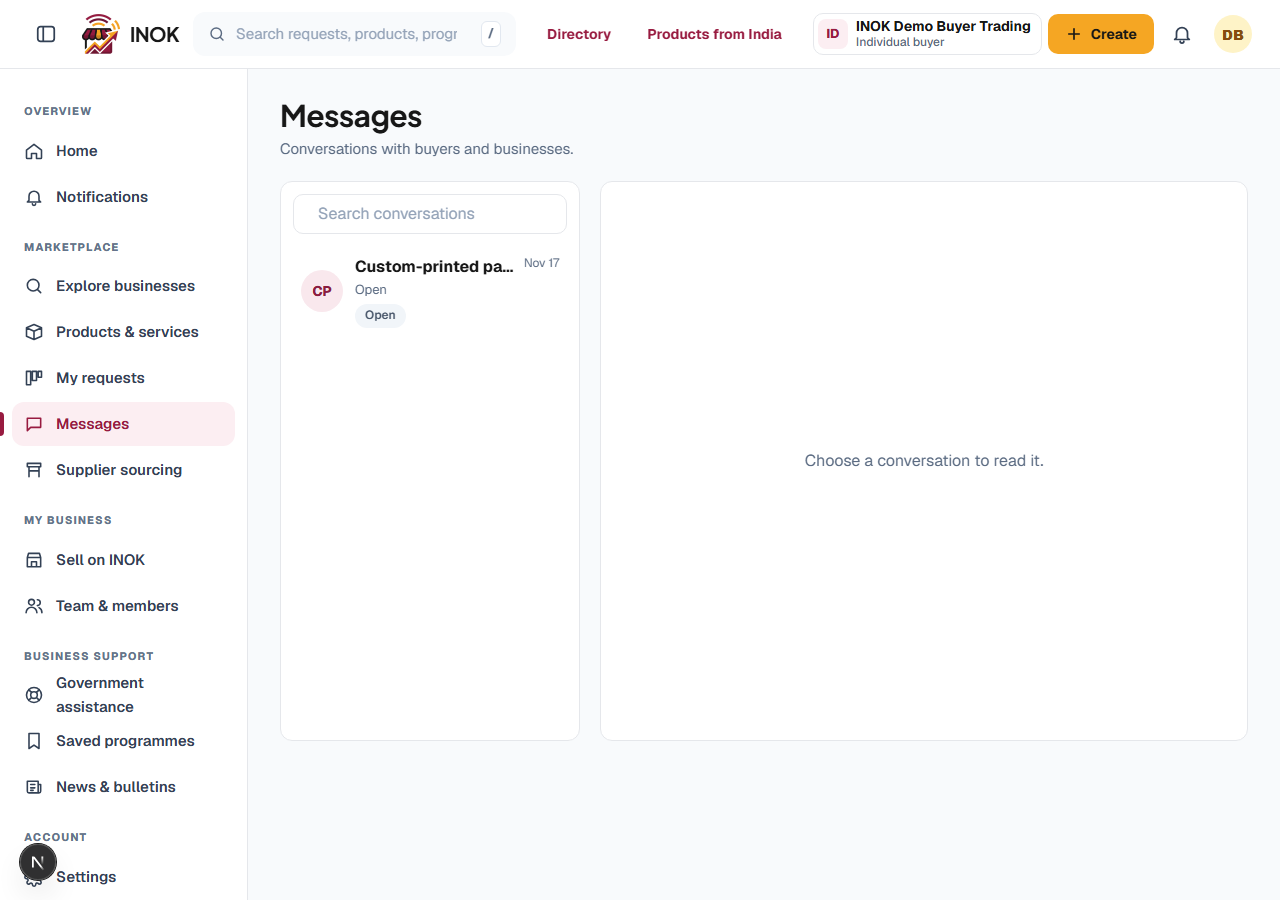 INOK
Search requests, products, progr
/
Directory
Products from India
ID
INOK Demo Buyer Trading
Individual buyer
Create
DB
OVERVIEW
Home
Notifications
MARKETPLACE
Explore businesses
Products & services
My requests
Messages
Supplier sourcing
MY BUSINESS
Sell on INOK
Team & members
BUSINESS SUPPORT
Government
assistance
Saved programmes
News & bulletins
ACCOUNT
N
Settings
Messages
Conversations with buyers and businesses.
Search conversations
CP
Custom-printed pa...
Nov 17
Open
Open
Choose a conversation to read it.